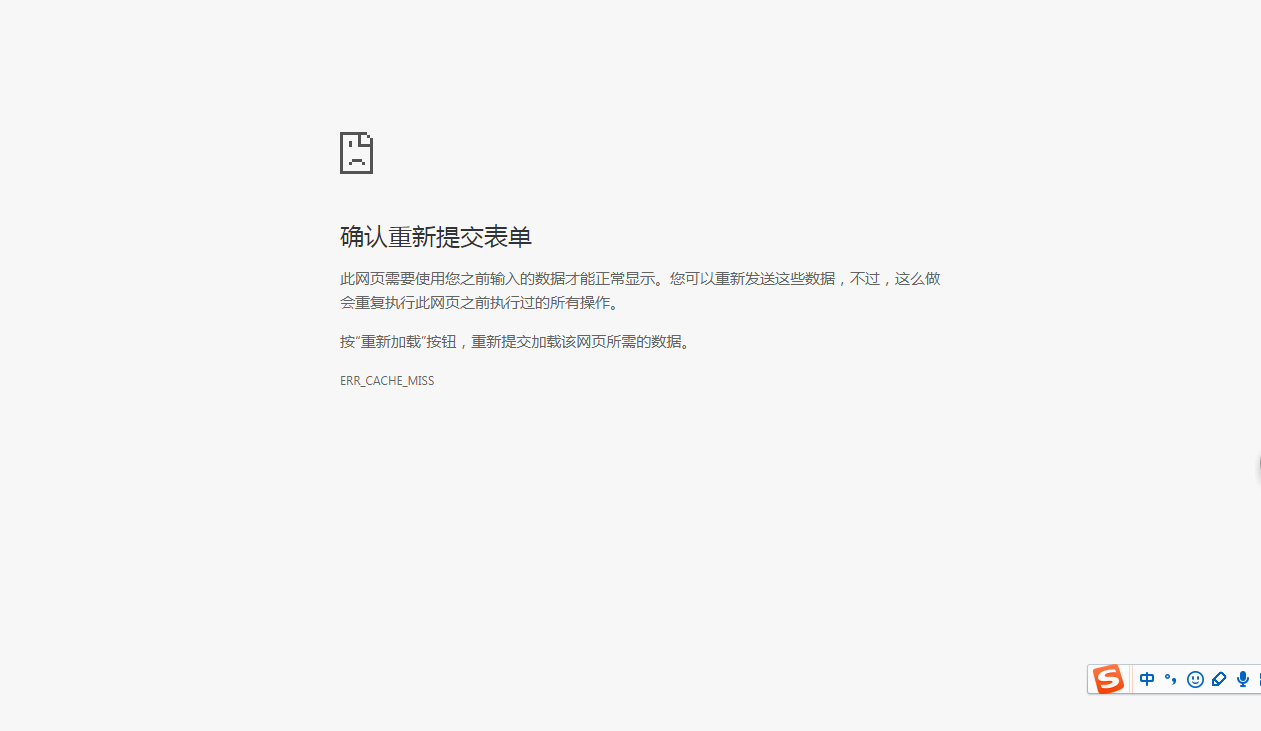 确认重新提交表单
此网页需要使用您之前输入的数据才能正常显示。您可以重新发送这些数据，不过，这么做
会重复执行此网页之前执行过的所有操作。
按“重新加载”按钮，重新提交加载该网页所需的数据。
ERR_CACHE_MISS
S 中